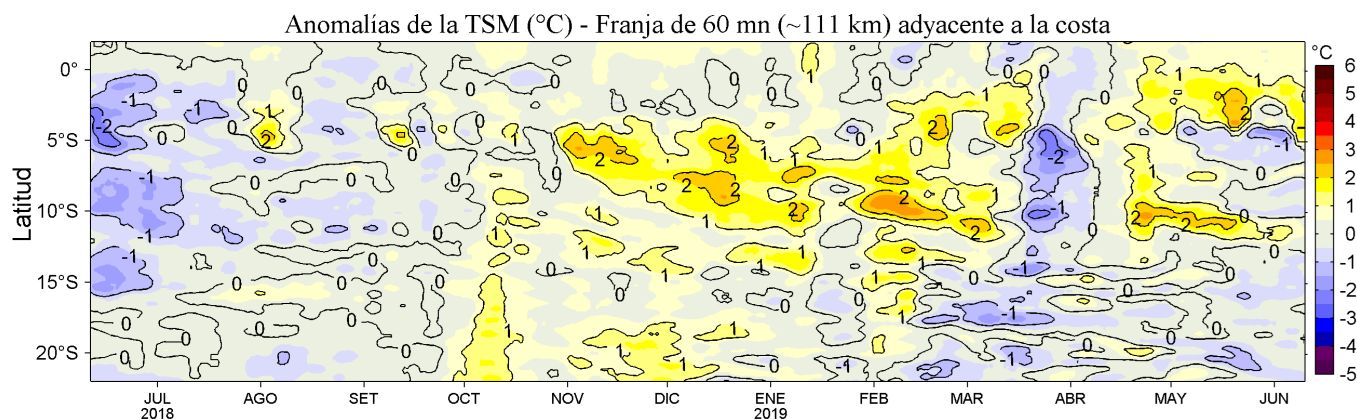 Anomalías de la TSM (°C) - Franja de 60 mn (~111 km) adyacente a la costa
Latitud
0°
5°S
10°S
15°S
20°S
JUL AGO SET OCT NOV DIC ENE FEB MAR ABR MAY JUN
2018 2019
°C
6
5
4
3
2
1
0
-1
-2
-3
-4
-5